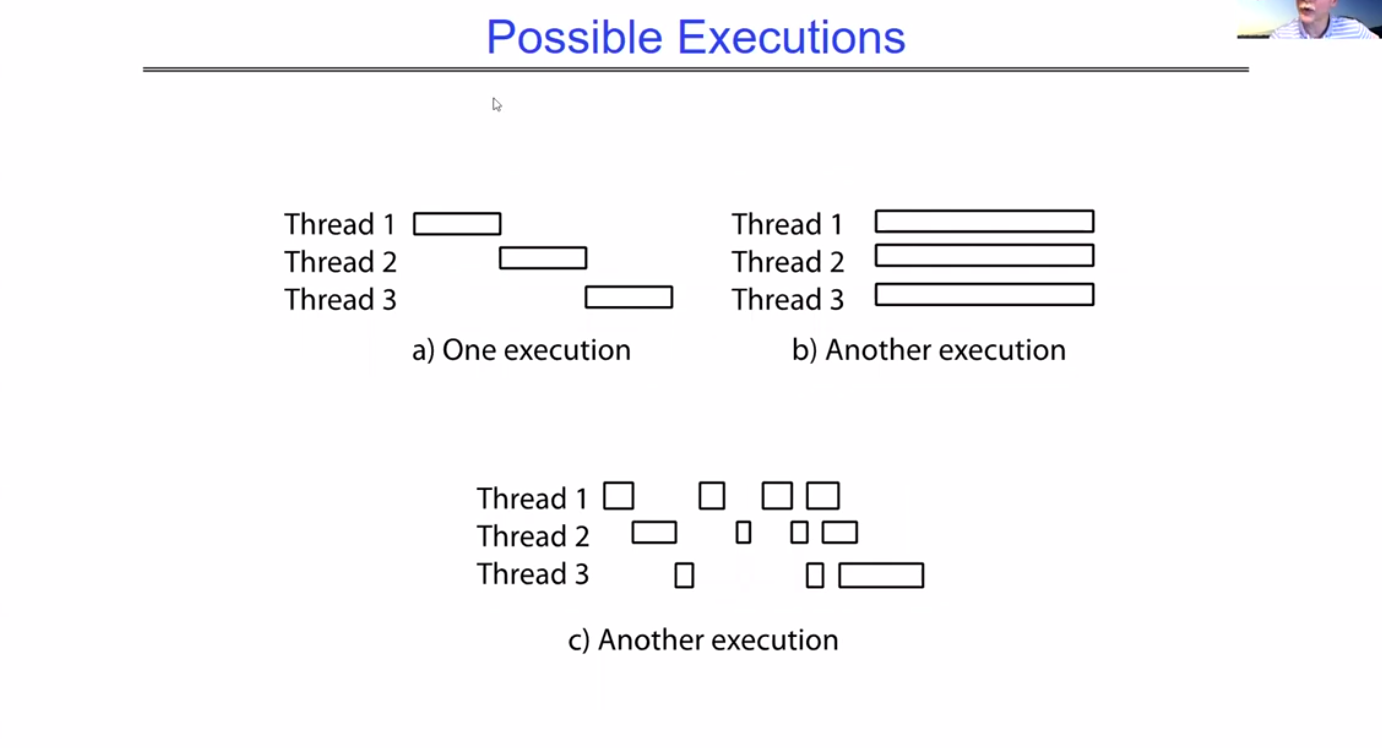 Possible Executions
Thread 1
Thread 2
Thread 3
a) One execution
Thread 1
Thread 2
Thread 3
b) Another execution
Thread 1
Thread 2
Thread 3
c) Another execution